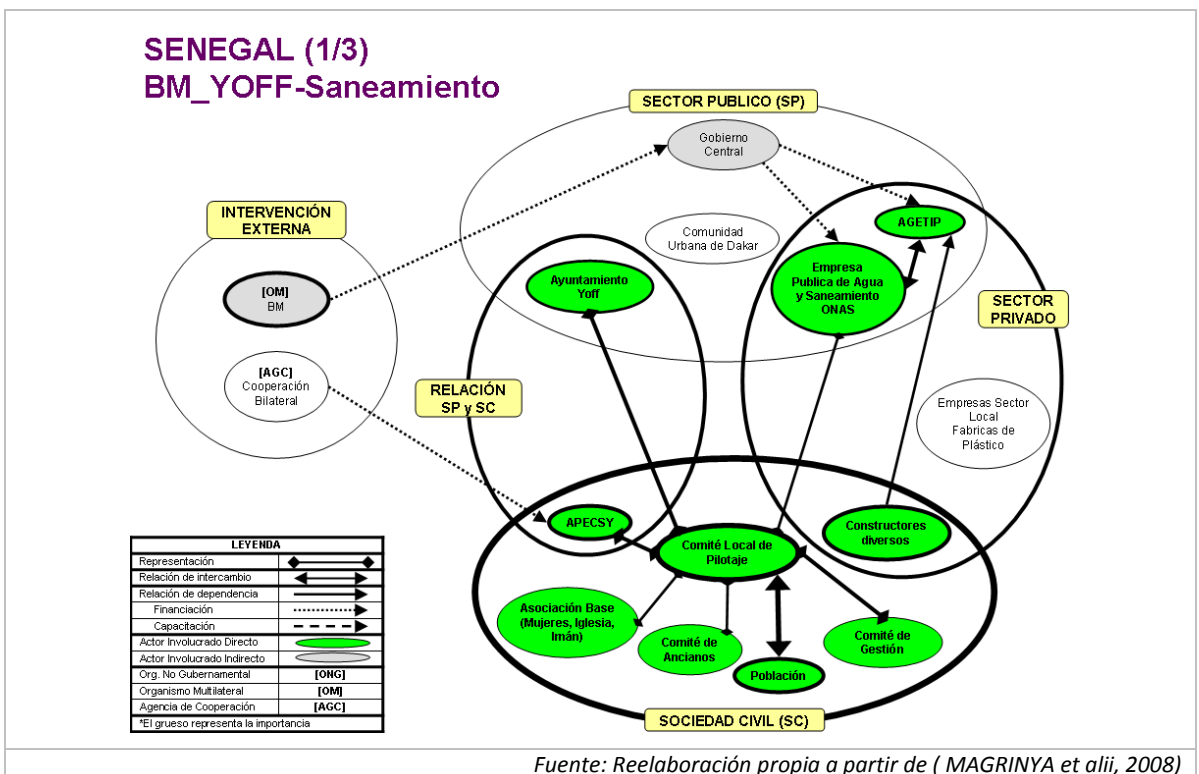 SENEGAL (1/3)
BM_YOFF-Saneamiento
SECTOR PUBLICO (SP)
Gobierno
Central
INTERVENCIÓN
EXTERNA
AGETIP
Comunidad
Urbana de Dakar
Empresa
Publica de Agua
y Saneamiento
ONAS
Ayuntamiento
Yoff
[OM]
BM
SECTOR
PRIVADO
[AGC]
Cooperación
Bilateral
RELACIÓN
SP y SC
Empresas Sector
Local
Fabricas de
Plástico
APECSY
Comité Local de
Pilotaje
Constructores
diversos
Asociación Base
(Mujeres, Iglesia,
Imán)
Comité de
Ancianos
Comité de
Gestión
Población
SOCIEDAD CIVIL (SC)
LEYENDA
Representación
Relación de intercambio
Relación de dependencia
Financiación
Capacitación
Actor Involucrado Directo
Actor Involucrado Indirecto
Org. No Gubernamental [ONG]
Organismo Multilateral [OM]
Agencia de Cooperación [AGC]
*El grueso representa la importancia
Fuente: Reelaboración propia a partir de ( MAGRINYA et alii, 2008)